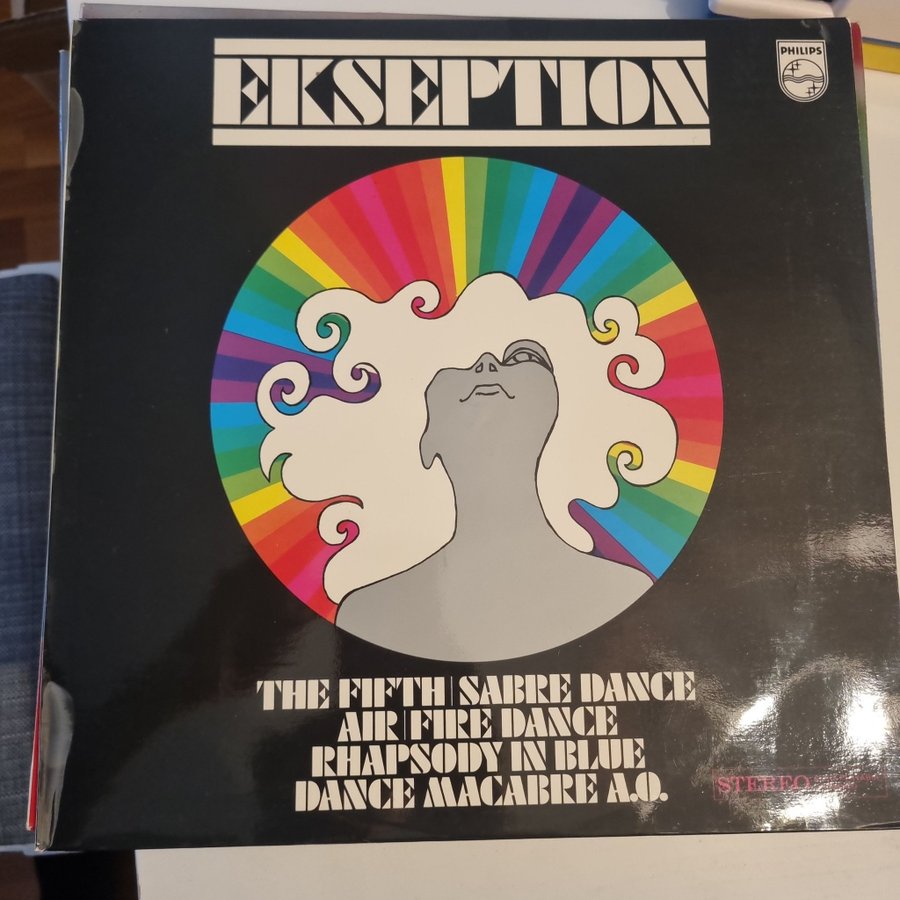 EKSEPTION
PHILIPS
THE FIFTH | SABRE DANCE
AIR | FIRE DANCE
RHAPSODY IN BLUE
DANCE MACABRE A.O.
STEREO